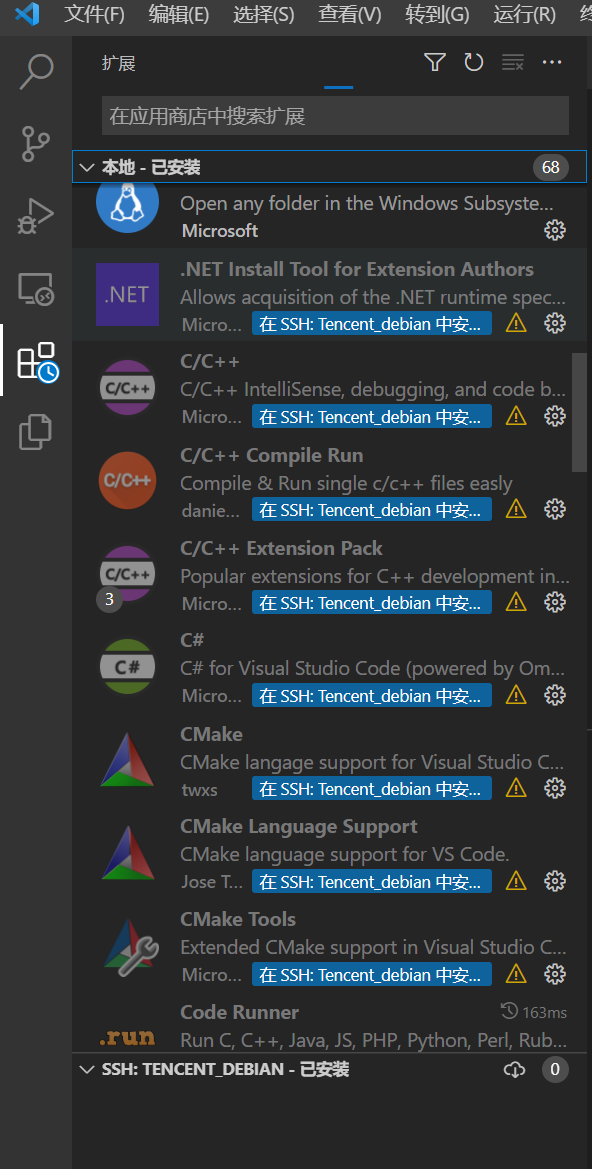 文件(F) 编辑(E) 选择(S) 查看(V) 转到(G) 运行(R)
扩展
在应用商店中搜索扩展
本地 - 已安装 68
Open any folder in the Windows Subsyste...
Microsoft
.NET
.NET Install Tool for Extension Authors
Allows acquisition of the .NET runtime spec...
Micro... 在 SSH: Tencent_debian 中安...
C/C++
C/C++
C/C++ IntelliSense, debugging, and code b...
Micro... 在 SSH: Tencent_debian 中安...
C/C++
C/C++ Compile Run
Compile & Run single c/c++ files easly
danie... 在 SSH: Tencent_debian 中安...
C/C++
3
C/C++ Extension Pack
Popular extensions for C++ development in...
Micro... 在 SSH: Tencent_debian 中安...
C#
C#
C# for Visual Studio Code (powered by Om...
Micro... 在 SSH: Tencent_debian 中安...
CMake
CMake langage support for Visual Studio C...
twxs 在 SSH: Tencent_debian 中安...
CMake Language Support
CMake language support for VS Code.
Jose T... 在 SSH: Tencent_debian 中安...
CMake Tools
Extended CMake support in Visual Studio C...
Micro... 在 SSH: Tencent_debian 中安...
Code Runner 163ms
.run
Run C, C++, Java, JS, PHP, Python, Perl, Rub...
SSH: TENCENT_DEBIAN - 已安装 0